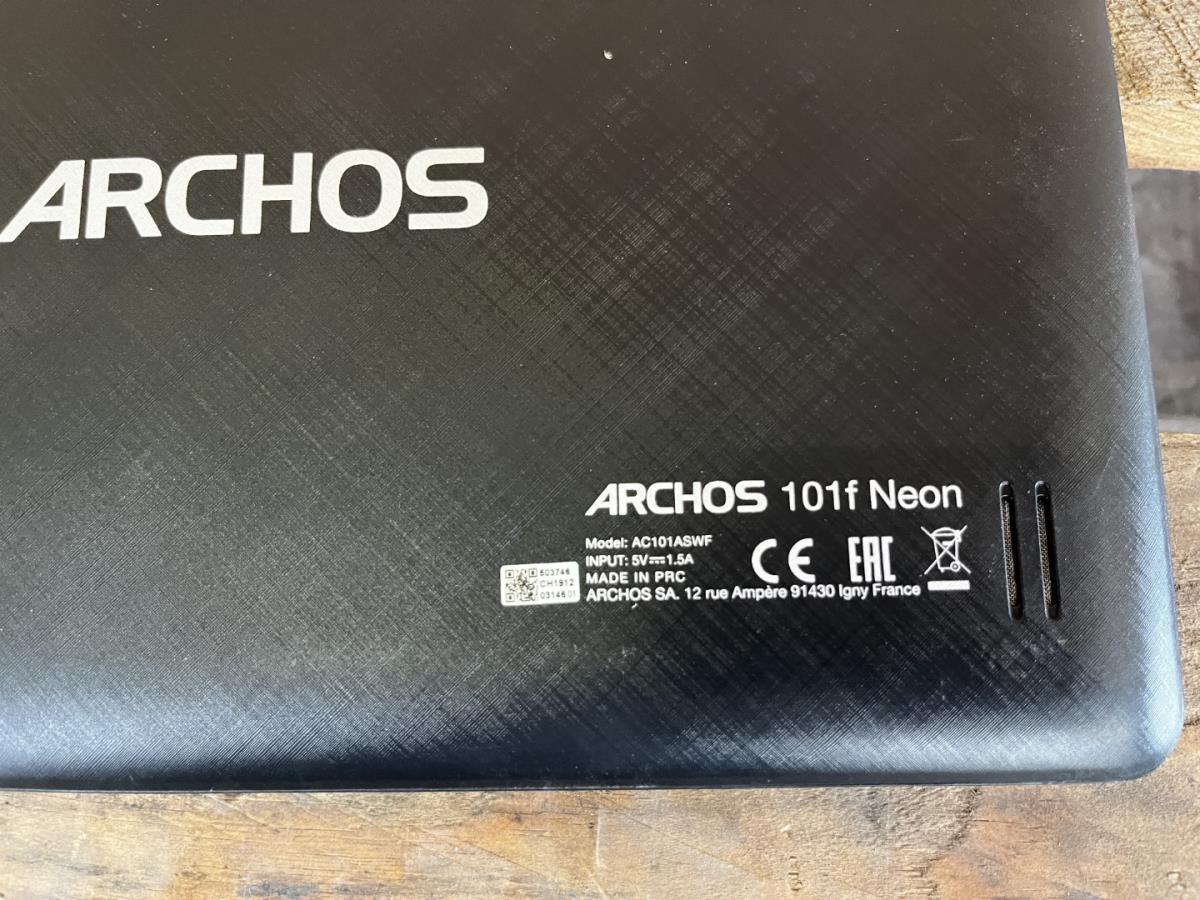 ARCHOS
ARCHOS 101f Neon
Model: AC101ASWF
INPUT: 5V⎓1.5A
MADE IN PRC
ARCHOS SA. 12 rue Ampère 91430 Igny France
CE EAC
503746
CH1912
031460